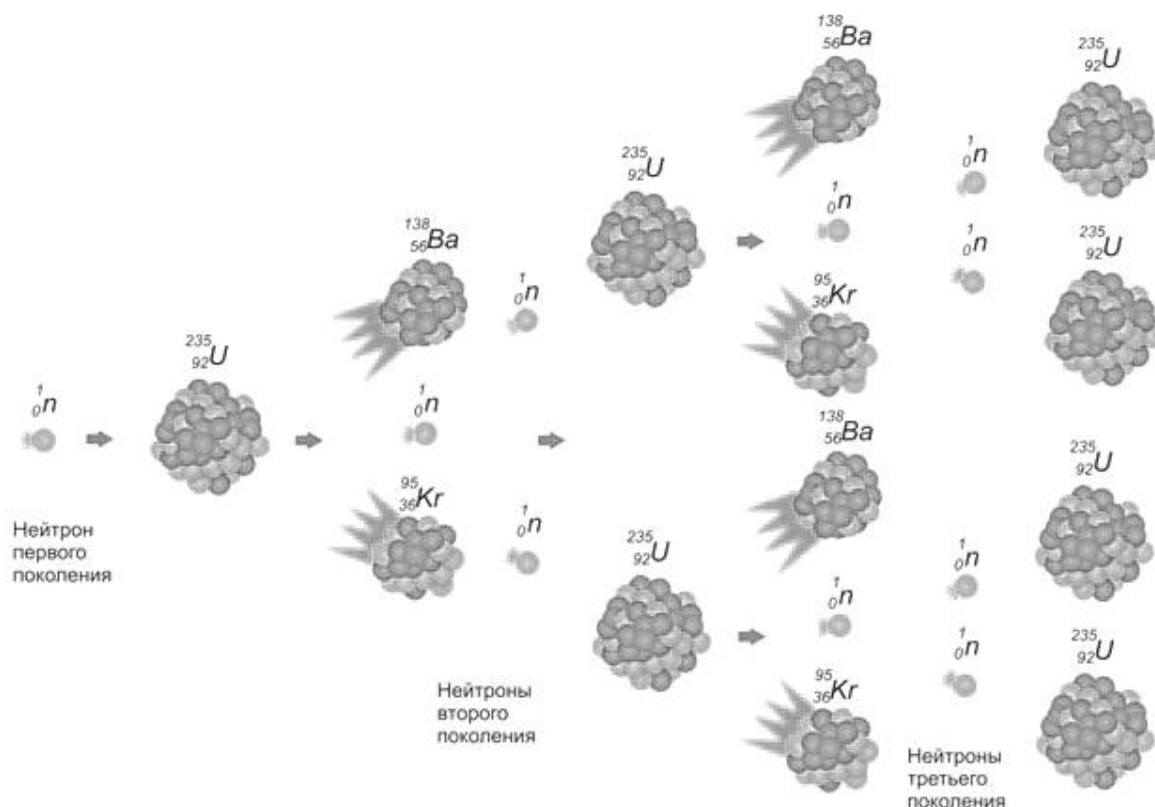 138
56Ba
235
92U
1
0n
235
92U
1
0n
138
56Ba
1
0n
1
0n
235
92U
95
36Kr
235
92U
1
0n
1
0n
138
56Ba
235
92U
95
36Kr
1
0n
Нейтрон
первого
поколения
235
92U
1
0n
1
0n
1
0n
235
92U
95
36Kr
Нейтроны
второго
поколения
Нейтроны
третьего
поколения